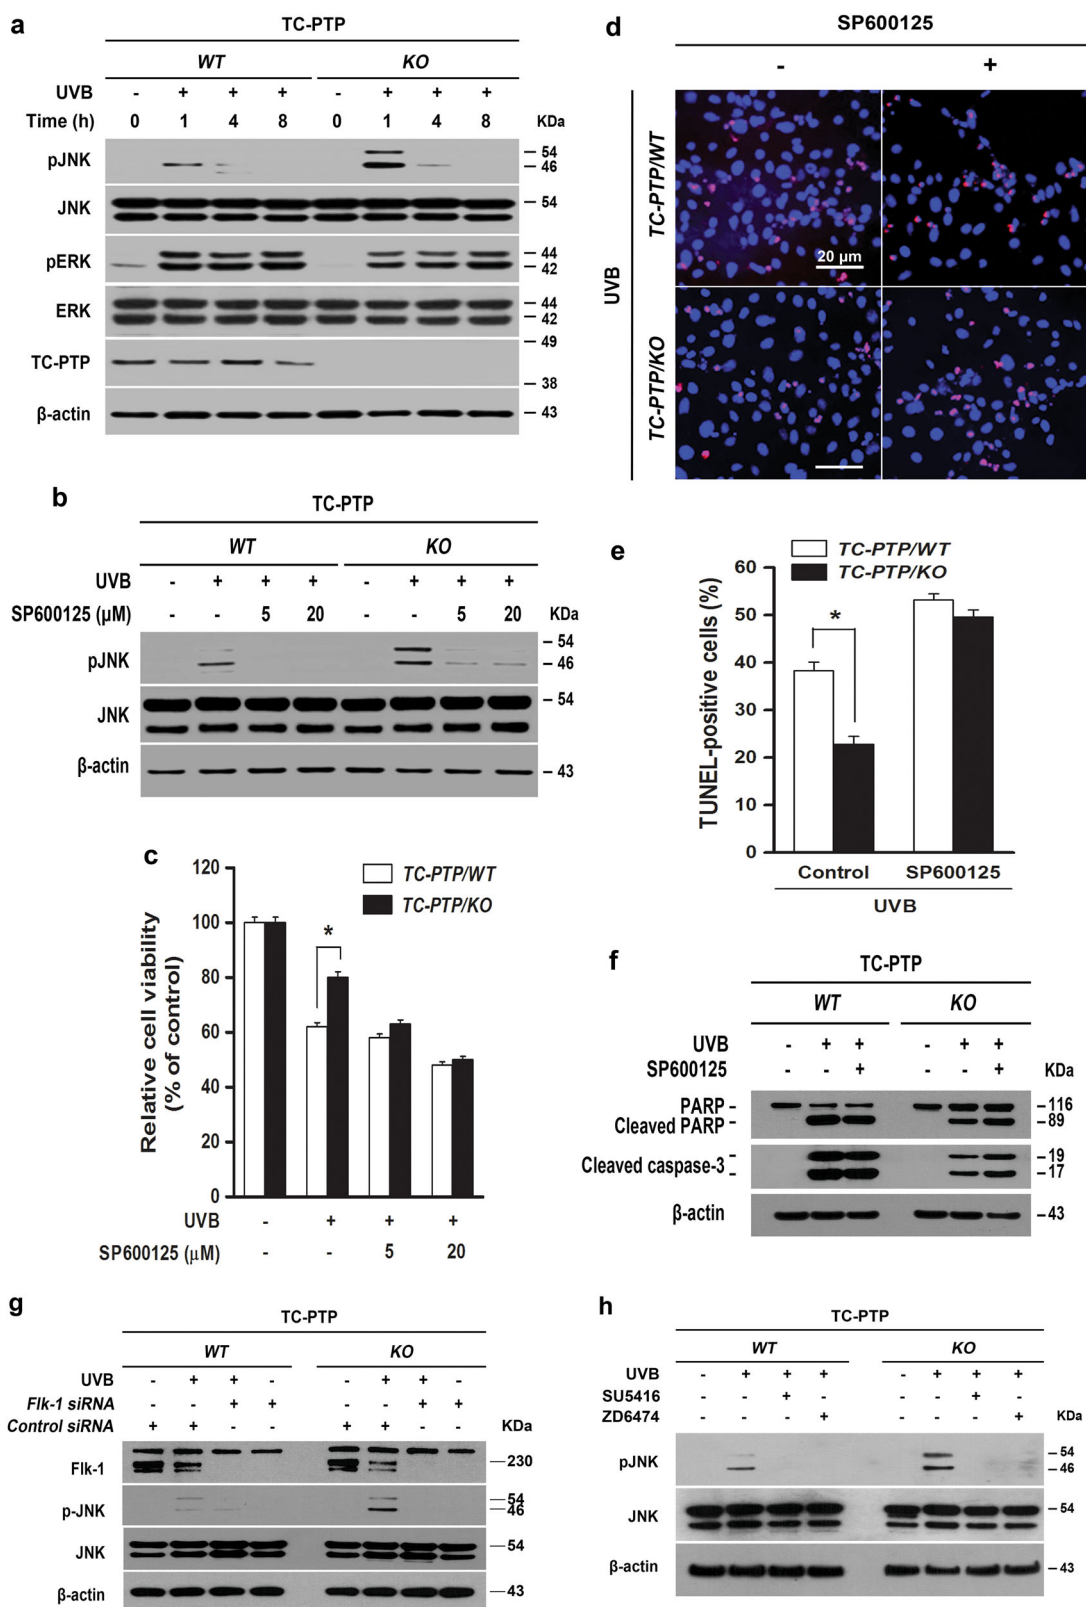 a
TC-PTP
WT KO
UVB - + + + - + + +
Time (h) 0 1 4 8 0 1 4 8 KDa
pJNK – 54
– 46
JNK – 54
pERK – 44
– 42
ERK – 44
– 42
– 49
TC-PTP
– 38
β-actin – 43
b
TC-PTP
WT KO
UVB - + + + - + + +
SP600125 (µM) - - 5 20 - - 5 20 KDa
pJNK – 54
– 46
JNK – 54
β-actin – 43
c
120
100
80
60
40
20
0
Relative cell viability
(% of control)
TC-PTP/WT
TC-PTP/KO
*
UVB - + + +
SP600125 (µM) - - 5 20
d
SP600125
- +
UVB
TC-PTP/WT
TC-PTP/KO
20 µm
e
TC-PTP/WT
TC-PTP/KO
60
50
40
30
20
10
0
TUNEL-positive cells (%)
*
Control SP600125
UVB
f
TC-PTP
WT KO
UVB - + + - + +
SP600125 - - + - - + KDa
PARP – – 116
Cleaved PARP – – 89
Cleaved caspase-3 – – 19
– – 17
β-actin – 43
g
TC-PTP
WT KO
UVB - + + - - + + -
Flk-1 siRNA - - + + - - + +
Control siRNA + + - - + + - - KDa
Flk-1 — 230
p-JNK — 54
— 46
JNK — 54
β-actin — 43
h
TC-PTP
WT KO
UVB - + + + - + + +
SU5416 - - + - - - + -
ZD6474 - - - + - - - + KDa
pJNK – 54
– 46
JNK – 54
β-actin – 43